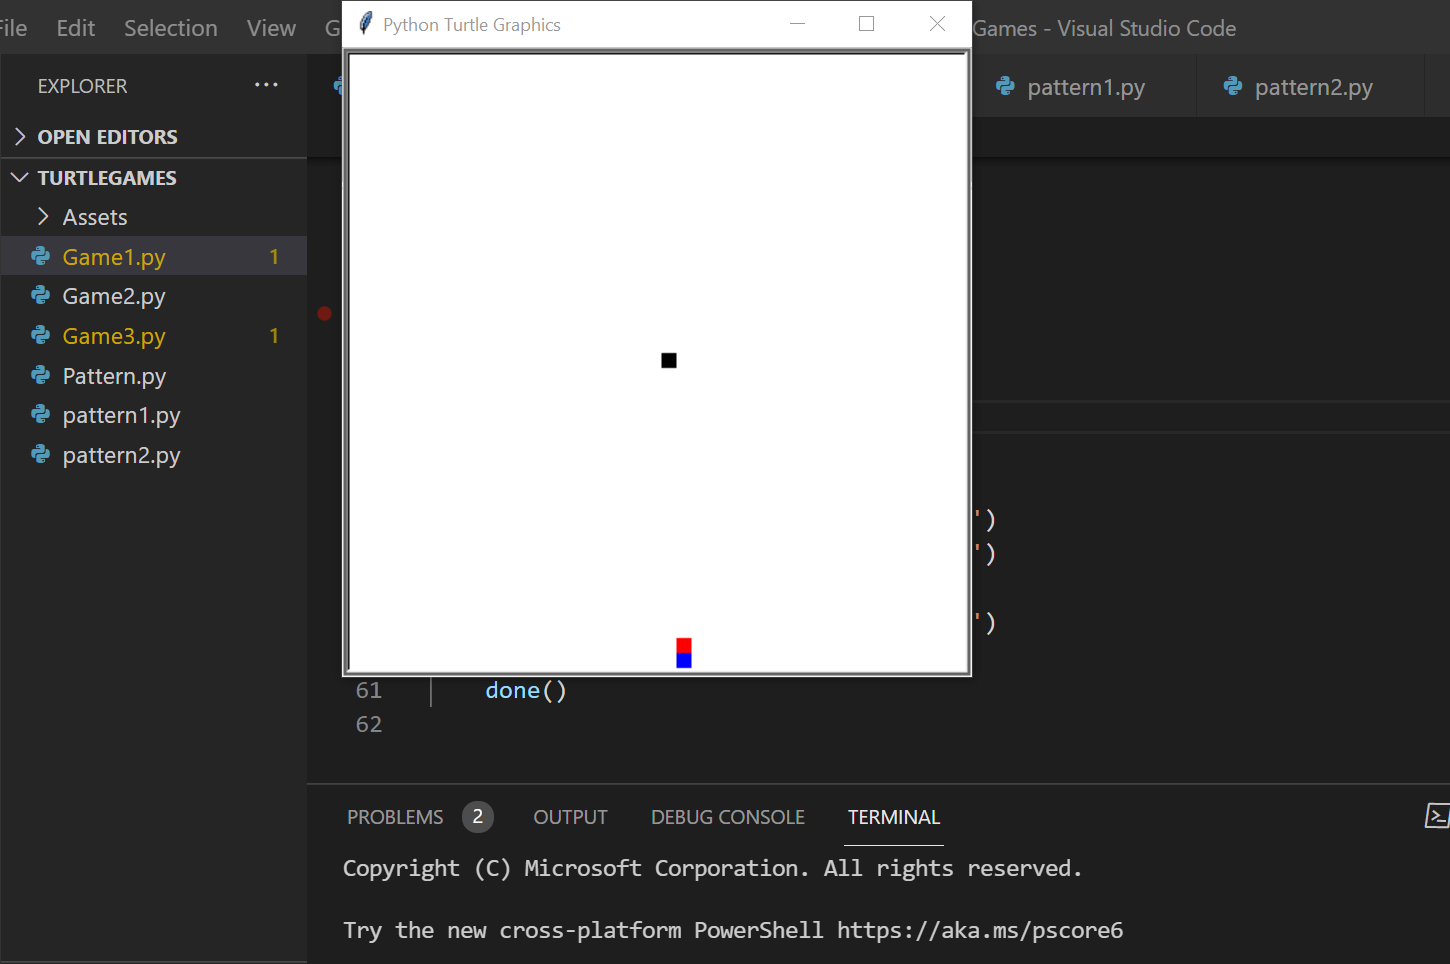 File Edit Selection View G
Python Turtle Graphics
Games - Visual Studio Code
EXPLORER ...
pattern1.py
pattern2.py
OPEN EDITORS
TURTLEGAMES
Assets
Game1.py 1
Game2.py
Game3.py 1
Pattern.py
pattern1.py
pattern2.py
')
')
')
61 done()
62
PROBLEMS 2 OUTPUT DEBUG CONSOLE TERMINAL
Copyright (C) Microsoft Corporation. All rights reserved.
Try the new cross-platform PowerShell https://aka.ms/pscore6